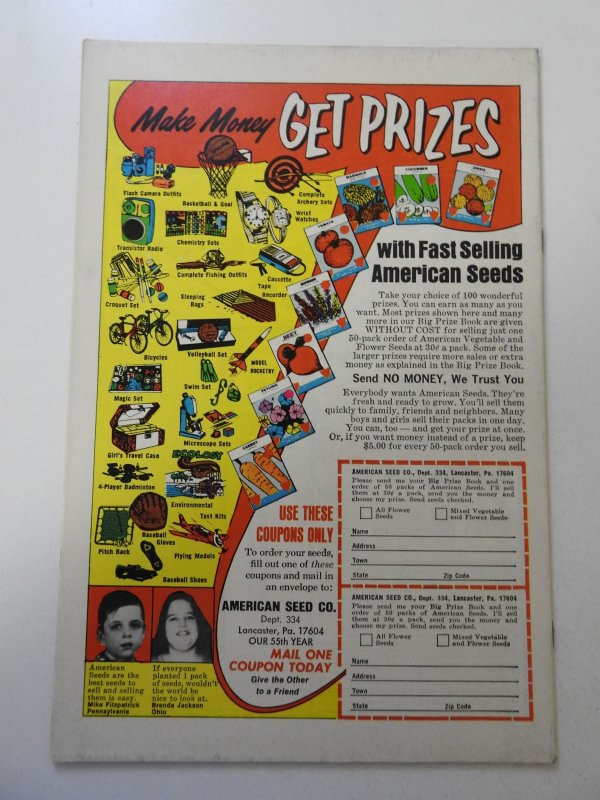 Make Money GET PRIZES
Flash Camera Outfits
Basketball & Goal
Complete
Archery Sets
Wrist
Watches
Transistor Radio
Chemistry Sets
Complete Fishing Outfits
Cassette
Tape
Recorder
Croquet Set
Sleeping
Bags
Bicycles
Volleyball Set
MODEL
ROCKETRY
Swim Set
Magic Set
Microscope Sets
Girl's Travel Case
ECOLOGY
4-Player Badminton
Environmental
Test Kits
Baseball
Gloves
Pitch Back
Flying Models
Baseball Shoes
MARIGOLD
CUCUMBER
ZINNIA
TOMATO
BEET
PETUNIA
CARROT
with Fast Selling
American Seeds
Take your choice of 100 wonderful
prizes. You can earn as many as you
want. Most prizes shown here and many
more in our Big Prize Book are given
WITHOUT COST for selling just one
50-pack order of American Vegetable and
Flower Seeds at 30¢ a pack. Some of the
larger prizes require more sales or extra
money as explained in the Big Prize Book.
Send NO MONEY, We Trust You
Everybody wants American Seeds. They're
fresh and ready to grow. You'll sell them
quickly to family, friends and neighbors. Many
boys and girls sell their packs in one day.
You can, too — and get your prize at once.
Or, if you want money instead of a prize, keep
$5.00 for every 50-pack order you sell.
USE THESE
COUPONS ONLY
To order your seeds,
fill out one of these
coupons and mail in
an envelope to:
AMERICAN SEED CO.
Dept. 334
Lancaster, Pa. 17604
OUR 55th YEAR
MAIL ONE
COUPON TODAY
Give the Other
to a Friend
AMERICAN SEED CO., Dept. 334, Lancaster, Pa. 17604
Please send me your Big Prize Book and one
order of 50 packs of American Seeds. I'll sell
them at 30¢ a pack, send you the money and
choose my prize. Send seeds checked.
All Flower
Seeds
Mixed Vegetable
and Flower Seeds
Name
Address
Town
State Zip Code
AMERICAN SEED CO., Dept. 334, Lancaster, Pa. 17604
Please send me your Big Prize Book and one
order of 50 packs of American Seeds. I'll sell
them at 30¢ a pack, send you the money and
choose my prize. Send seeds checked.
All Flower
Seeds
Mixed Vegetable
and Flower Seeds
Name
Address
Town
State Zip Code
American
Seeds are the
best seeds to
sell and selling
them is easy.
Mike Fitzpatrick
Pennsylvania
If everyone
planted 1 pack
of seeds, wouldn't
the world be
nice to look at.
Brenda Jackson
Ohio